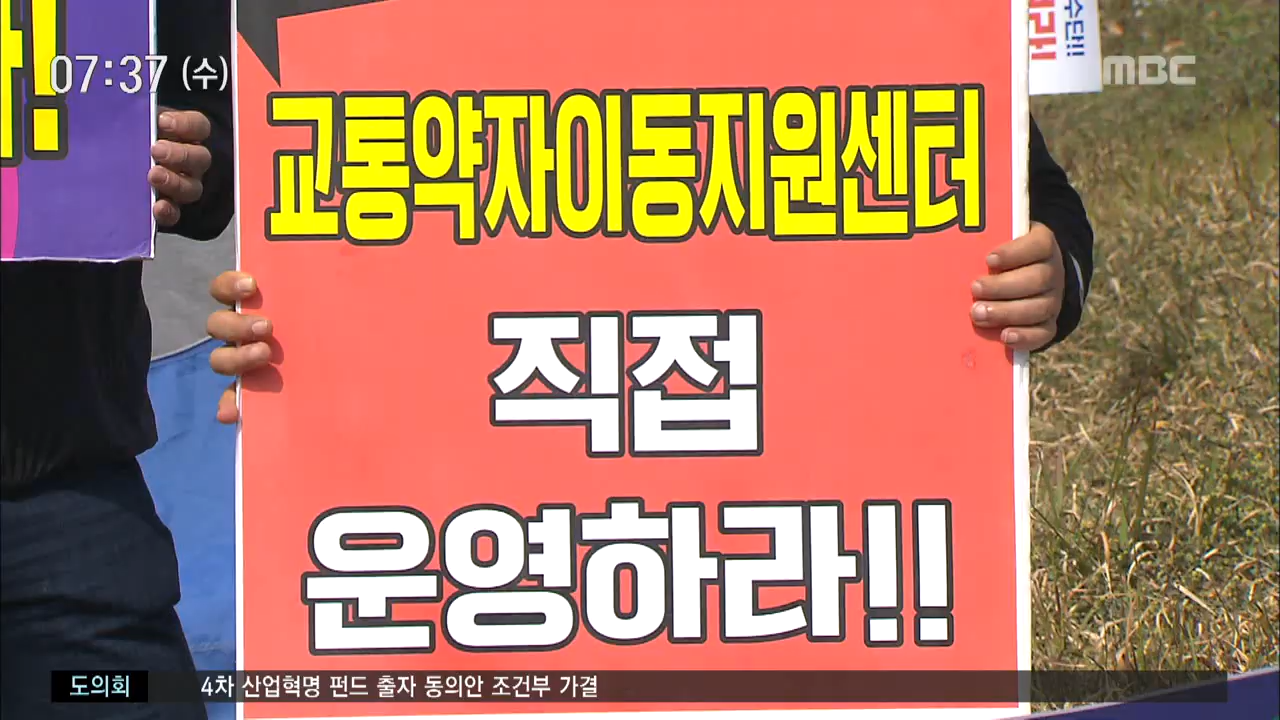 07:37 (수)
MBC
수단!!
교통약자이동지원센터
직접
운영하라!!
도의회
4차 산업혁명 펀드 출자 동의안 조건부 가결